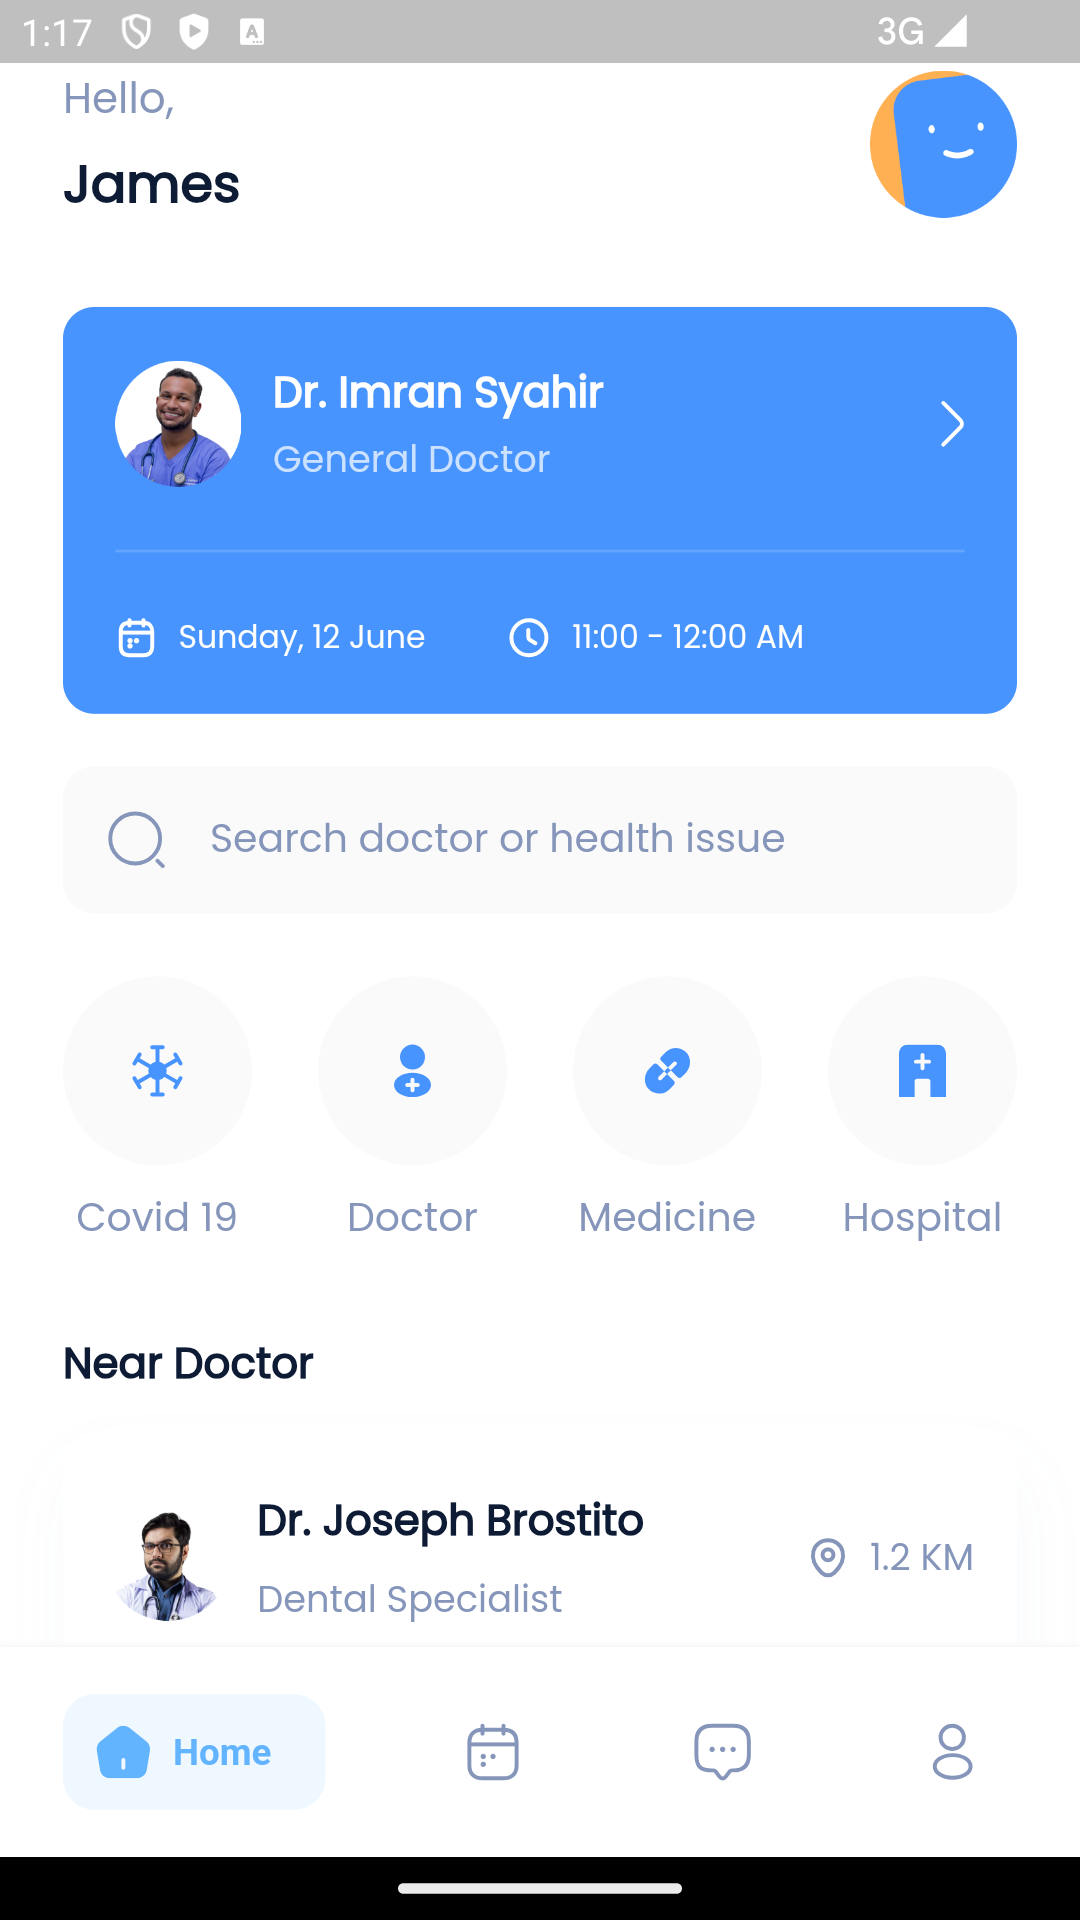 1:17
3G
Hello,
James
Dr. Imran Syahir
General Doctor
Sunday, 12 June
11:00 - 12:00 AM
Search doctor or health issue
Covid 19
Doctor
Medicine
Hospital
Near Doctor
Dr. Joseph Brostito
Dental Specialist
1.2 KM
Home